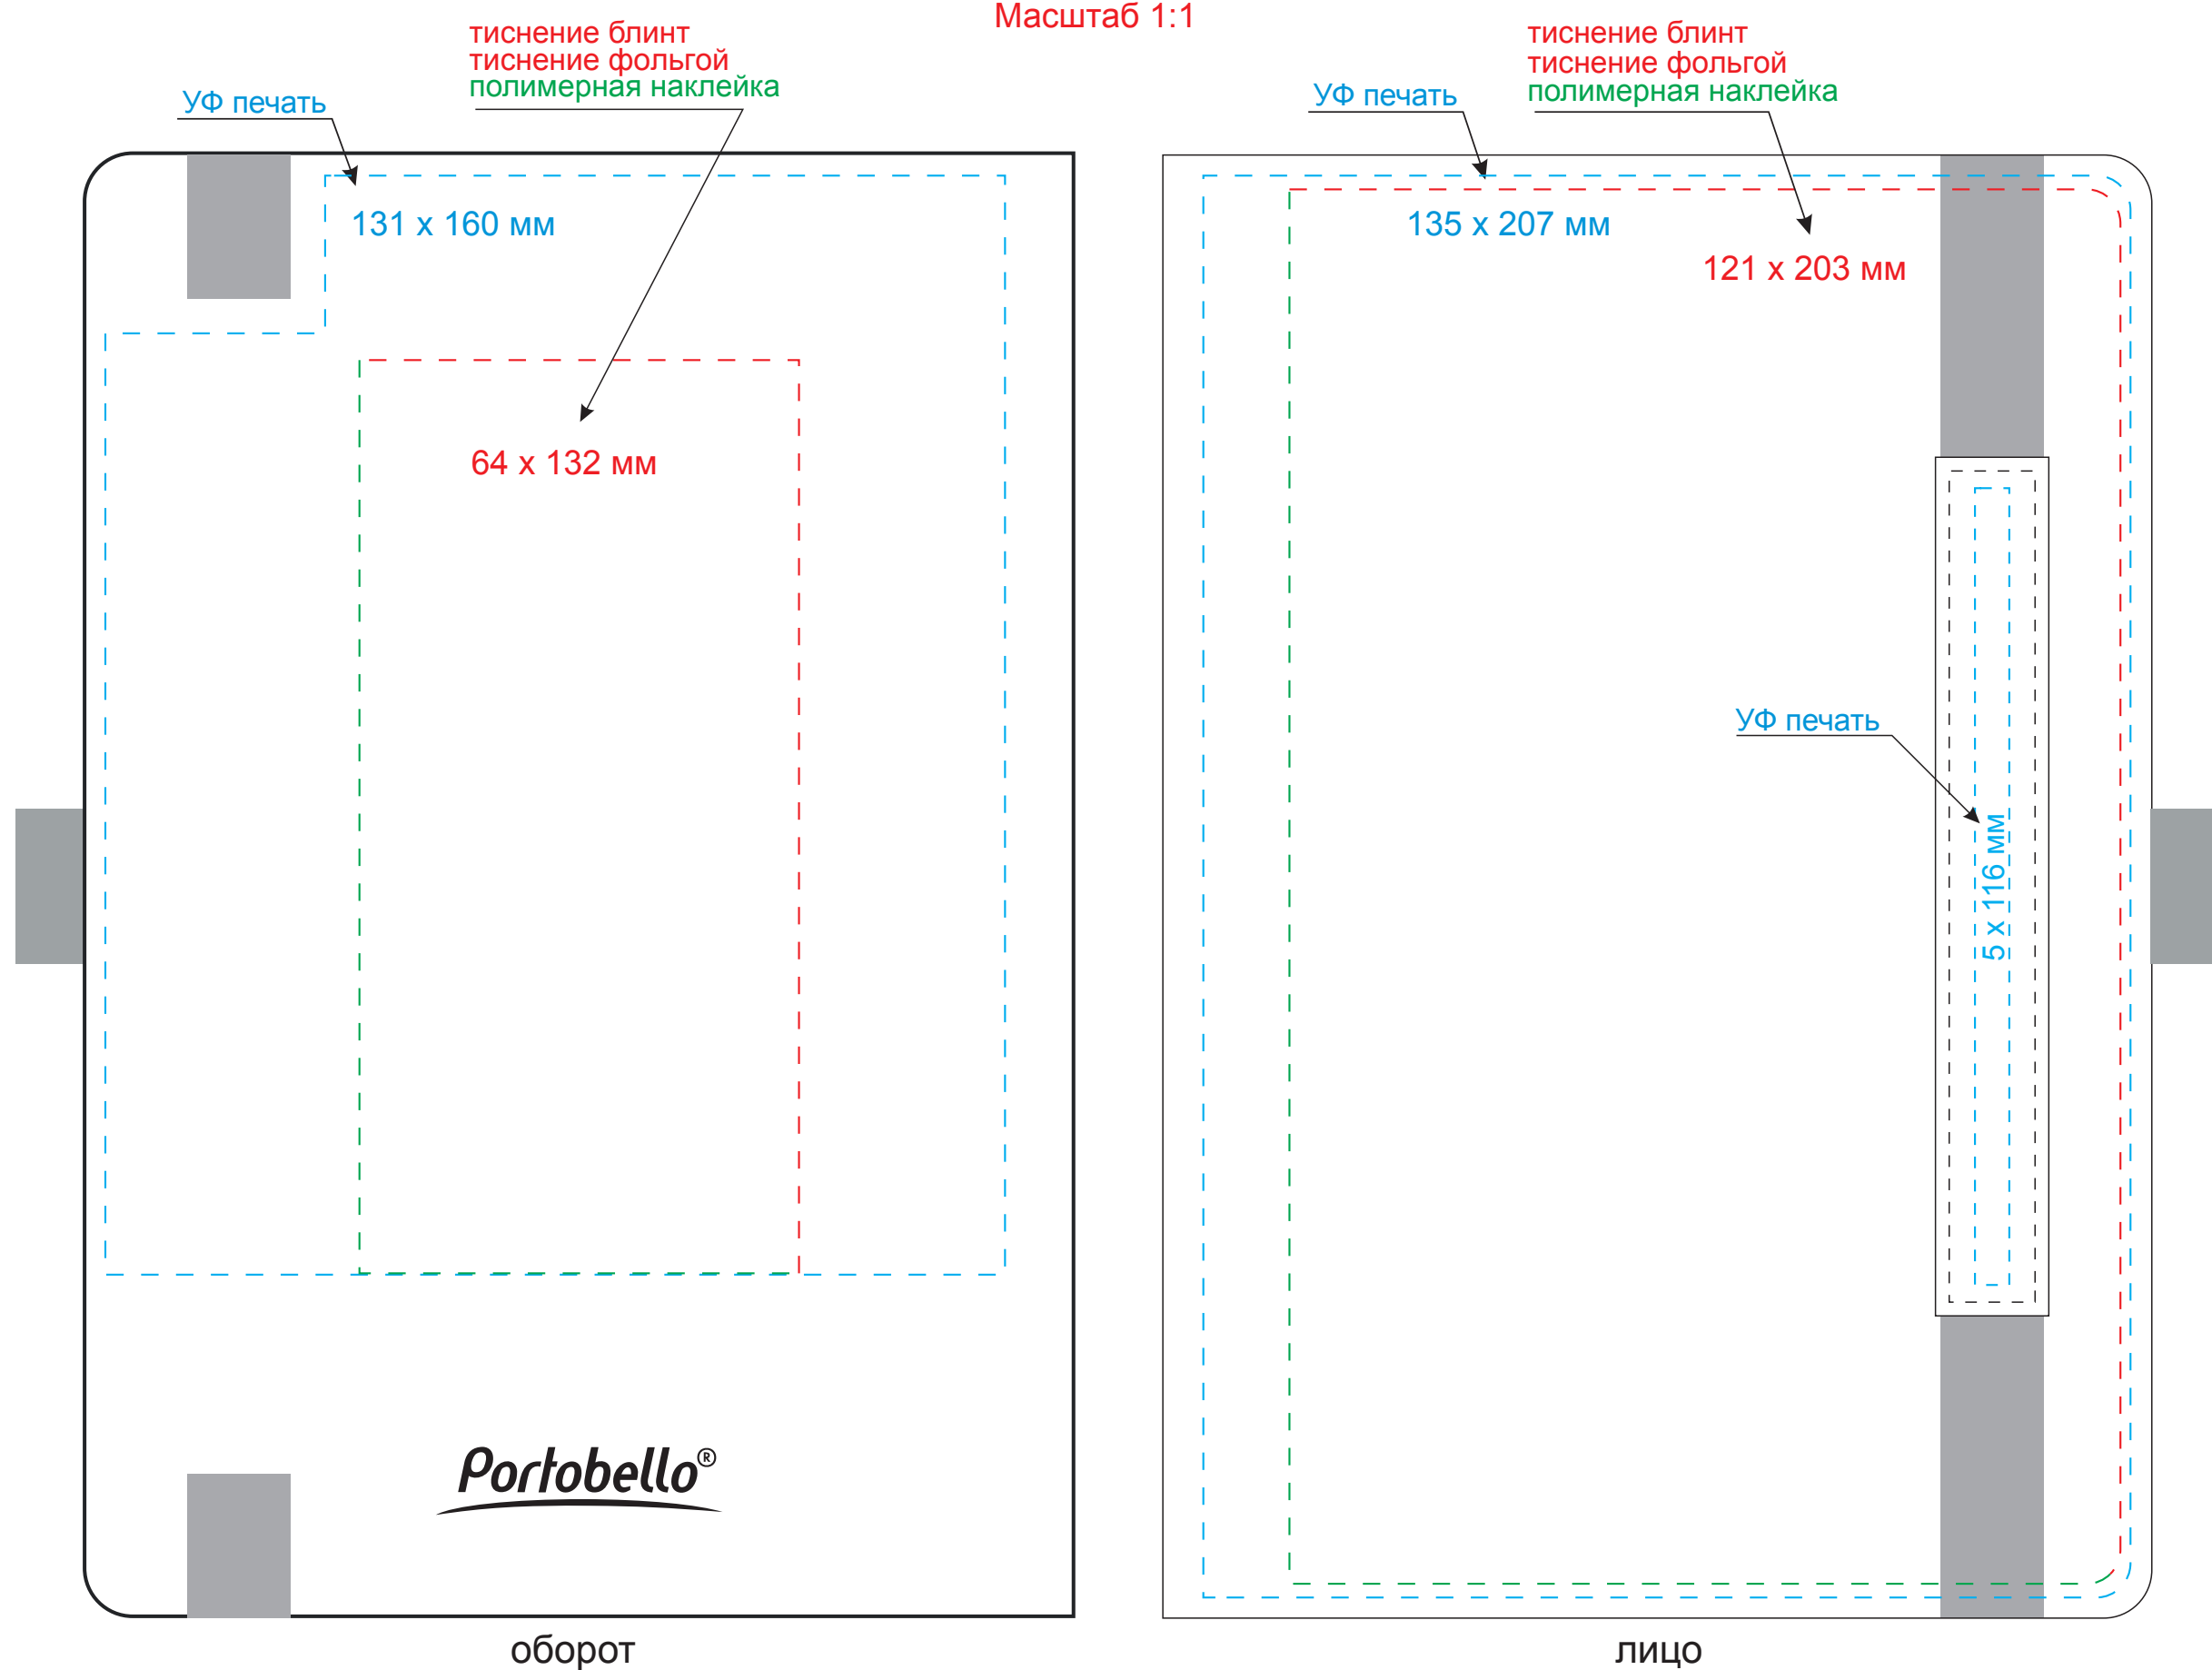 Масштаб 1:1
тиснение блинт
тиснение фольгой
полимерная наклейка
УФ печать
131 x 160 мм
64 x 132 мм
Portobello®
оборот
тиснение блинт
тиснение фольгой
полимерная наклейка
УФ печать
135 x 207 мм
121 x 203 мм
УФ печать
5 x 116 мм
лицо